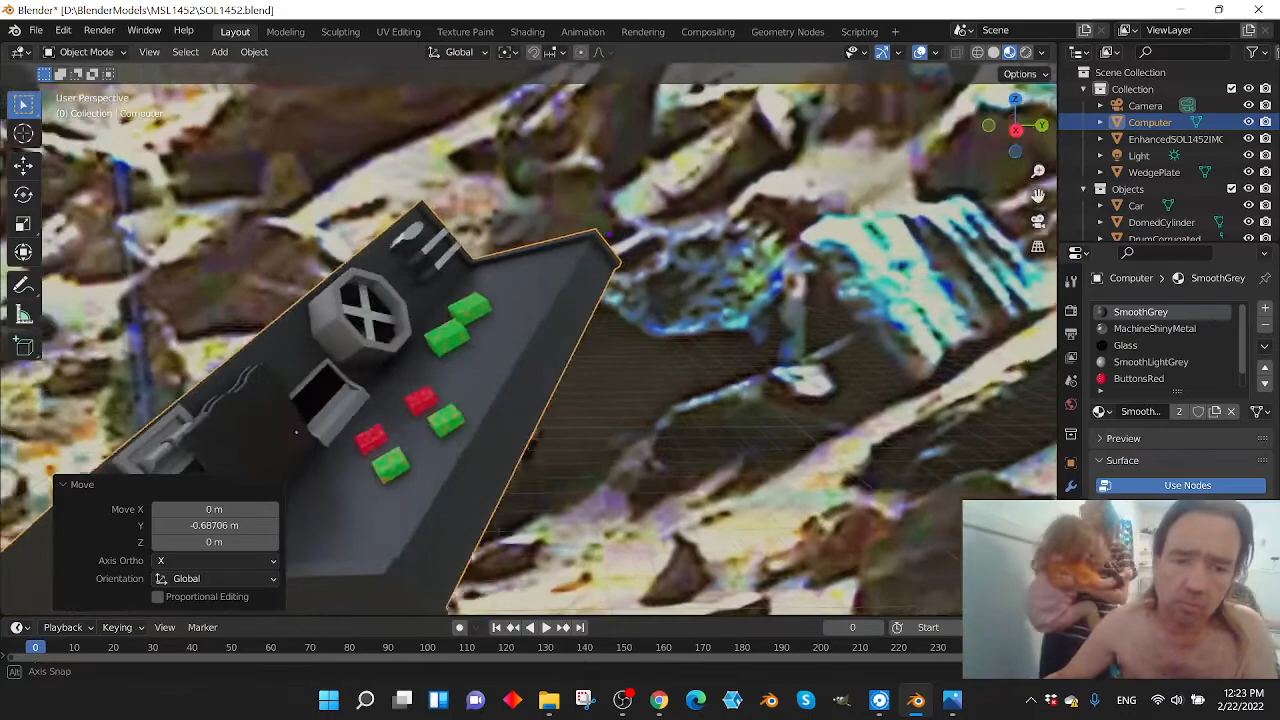 Blender* [D:\BlenderModels\MSL1452\SOL1452.blend]
File Edit Render Window Help Layout Modeling Sculpting UV Editing Texture Paint Shading Animation Rendering Compositing Geometry Nodes Scripting + Scene ViewLayer
Object Mode View Select Add Object Global
Options
User Perspective
(0) Collection | Computer
Z
Y
X
Scene Collection
Collection
Camera
Computer
EnhancedSOL1452IMC
Light
WedgePlate
Objects
Car
DomedCylinder
DrumCorrugated
Computer > SmoothGrey
SmoothGrey
MachineShinyMetal
Glass
SmoothLightGrey
ButtonsRed
Smooth... 2
Preview
Surface
Use Nodes
Move
Move X 0 m
Y -0.68706 m
Z 0 m
Axis Ortho X
Orientation Global
Proportional Editing
Playback Keying View Marker 0 Start
0 10 20 30 40 50 60 70 80 90 100 110 120 130 140 150 160 170 180 190 200 210 220 230
Alt Axis Snap
ENG
12:23 PM
2/22/2022